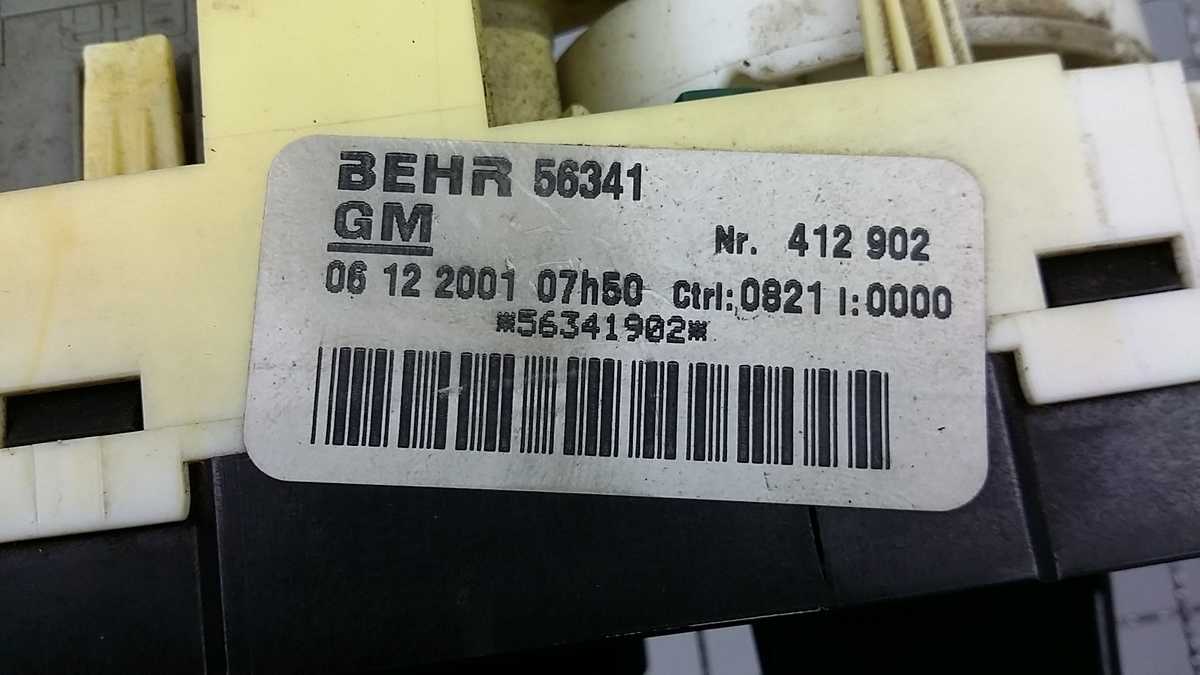 BEHR 56341
GM
Nr. 412 902
06 12 2001 07h50 Ctrl:0821 I:0000
*56341902*